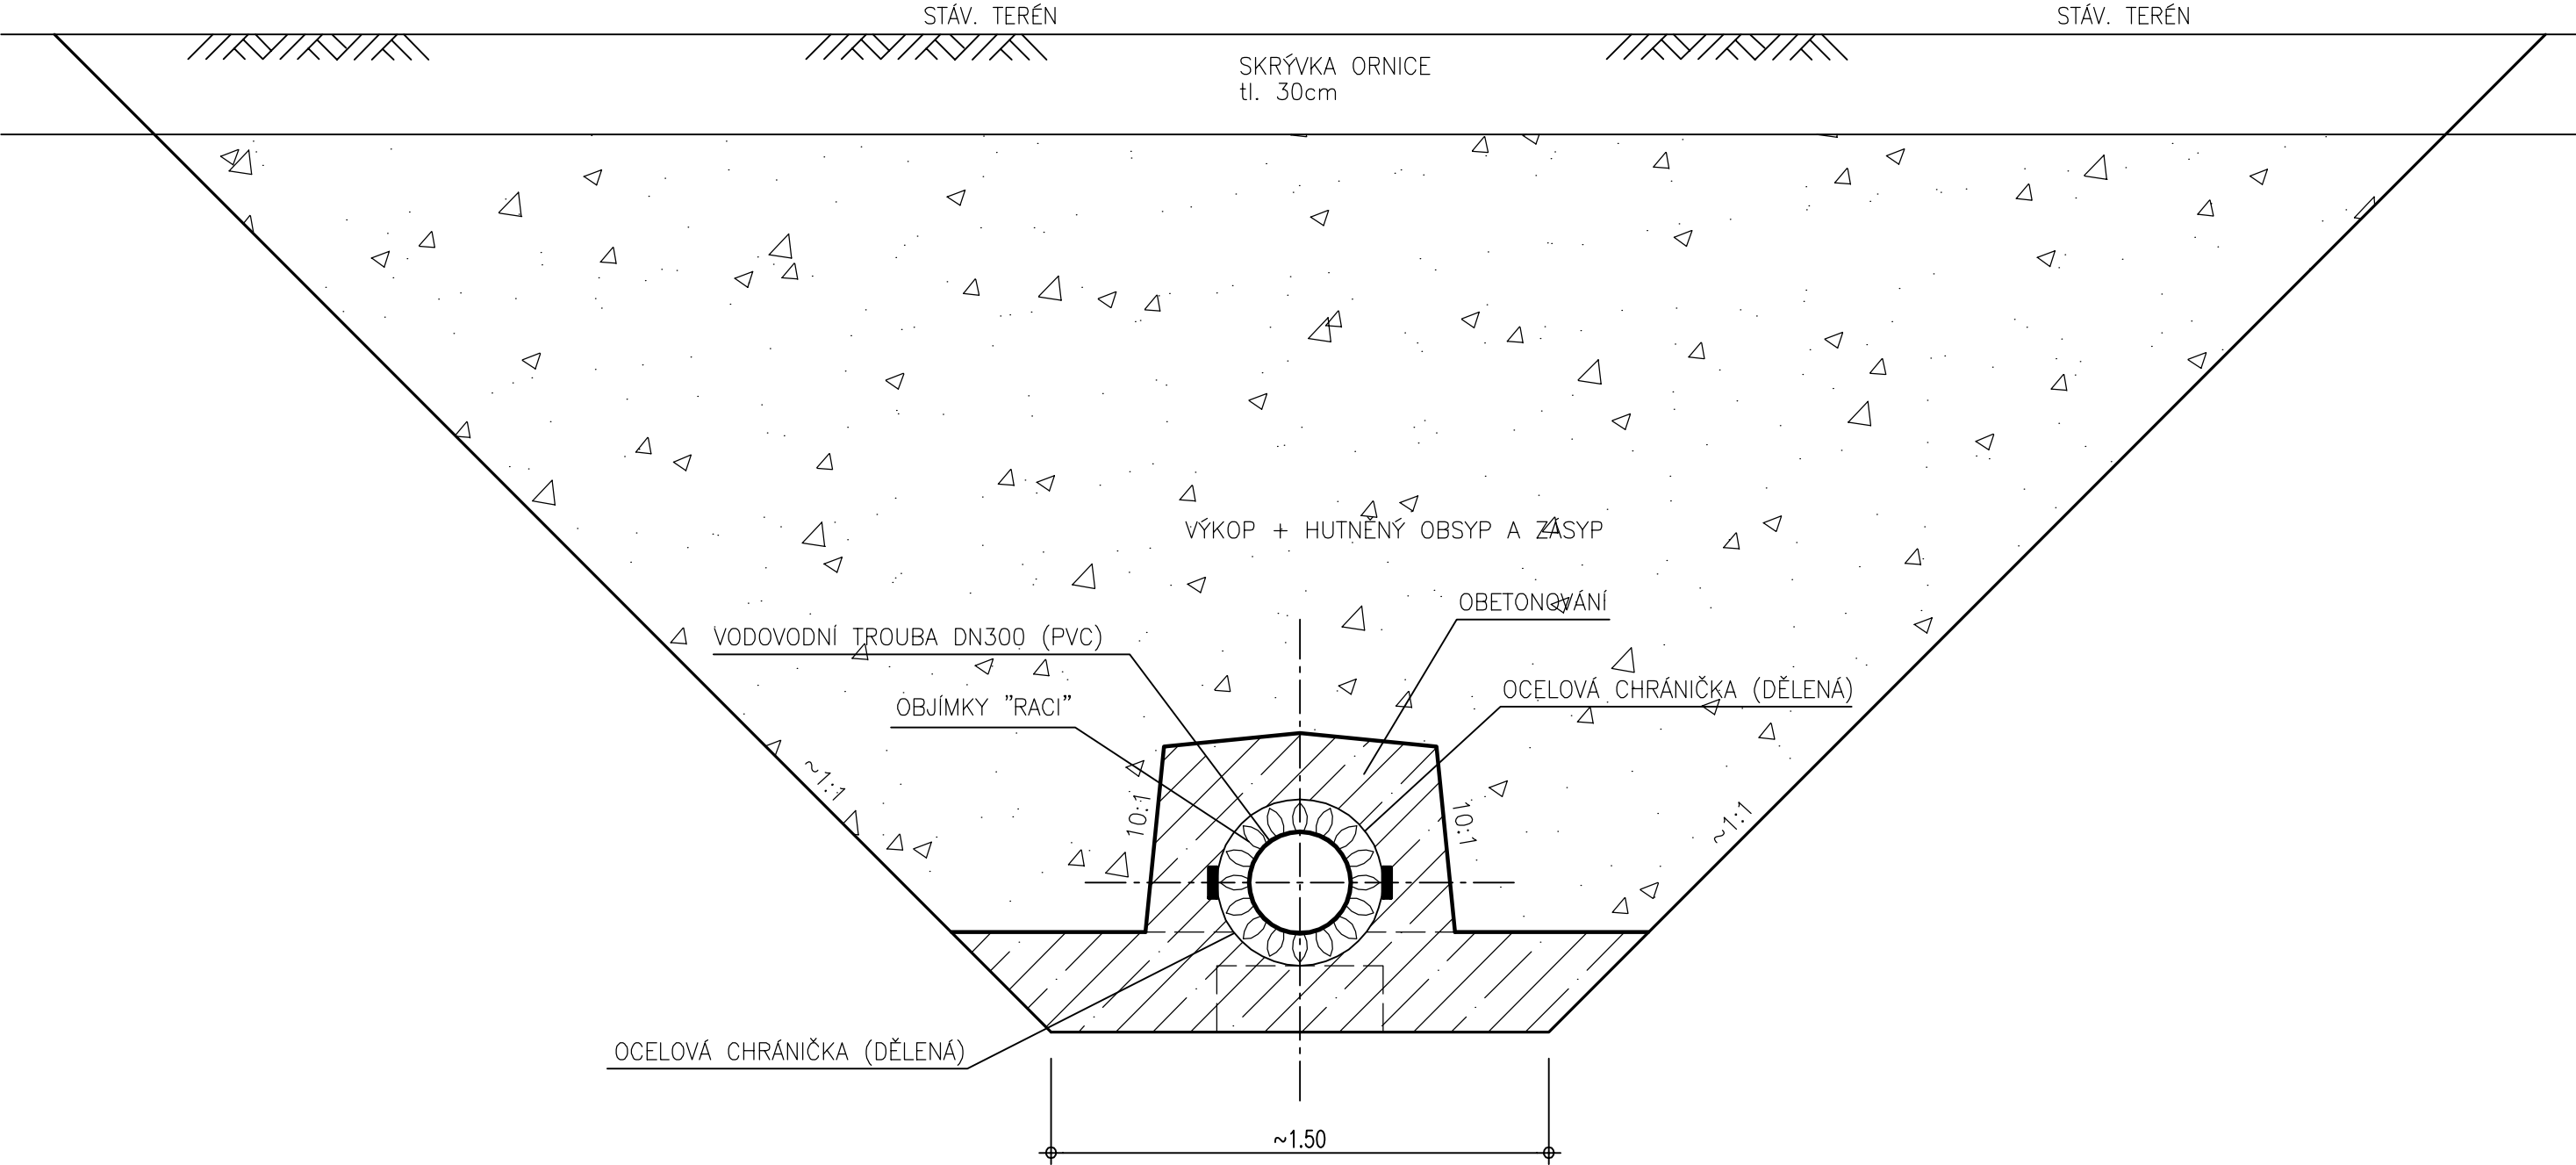 STÁV. TERÉN
STÁV. TERÉN
SKRÝVKA ORNICE
tl. 30cm
VÝKOP + HUTNĚNÝ OBSYP A ZÁSYP
OBETONOVÁNÍ
VODOVODNÍ TROUBA DN300 (PVC)
OCELOVÁ CHRÁNIČKA (DĚLENÁ)
OBJÍMKY "RACI"
~1:1
10:1
10:1
~1:1
OCELOVÁ CHRÁNIČKA (DĚLENÁ)
~1.50